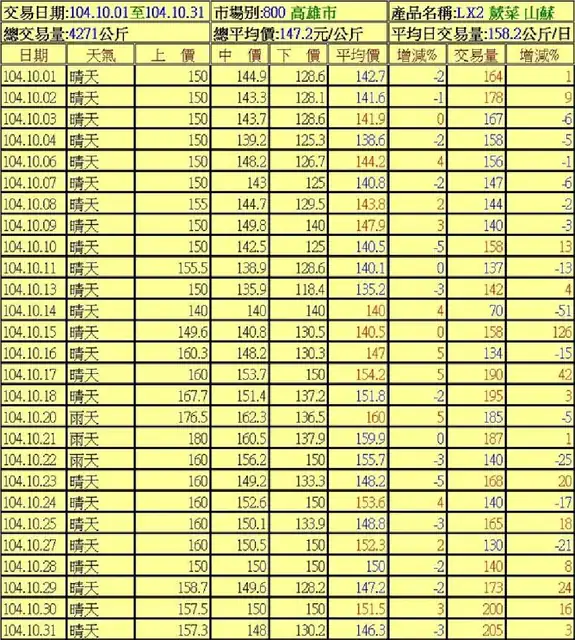 交易日期:104.10.01至104.10.31 市場別:800 高雄市 產品名稱:LX2 蕨菜 山蘇
總交易量:4271公斤 總平均價:147.2元/公斤 平均日交易量:158.2公斤/日
日期 天氣 上 價 中 價 下 價 平均價 增減% 交易量 增減%
104.10.01 晴天 150 144.9 128.6 142.7 -2 164 1
104.10.02 晴天 150 143.3 128.1 141.6 -1 178 9
104.10.03 晴天 150 143.7 128.6 141.9 0 167 -6
104.10.04 晴天 150 139.2 125.3 138.6 -2 158 -5
104.10.06 晴天 150 148.2 126.7 144.2 4 156 -1
104.10.07 晴天 150 143 125 140.8 -2 147 -6
104.10.08 晴天 155 144.7 129.5 143.8 2 144 -2
104.10.09 晴天 150 149.8 140 147.9 3 140 -3
104.10.10 晴天 150 142.5 125 140.5 -5 158 13
104.10.11 晴天 155.5 138.9 128.6 140.1 0 137 -13
104.10.13 晴天 150 135.9 118.4 135.2 -3 142 4
104.10.14 晴天 140 140 140 140 4 70 -51
104.10.15 晴天 149.6 140.8 130.5 140.5 0 158 126
104.10.16 晴天 160.3 148.2 130.3 147 5 134 -15
104.10.17 晴天 160 153.7 150 154.2 5 190 42
104.10.18 晴天 167.7 151.4 137.2 151.8 -2 195 3
104.10.20 雨天 176.5 162.3 136.5 160 5 185 -5
104.10.21 雨天 180 160.5 137.9 159.9 0 187 1
104.10.22 雨天 160 156.2 150 155.7 -3 140 -25
104.10.23 晴天 160 149.2 133.3 148.2 -5 168 20
104.10.24 晴天 160 152.6 150 153.6 4 140 -17
104.10.25 晴天 160 150.1 133.9 148.8 -3 165 18
104.10.27 晴天 160 150.5 150 152.3 2 130 -21
104.10.28 晴天 150 150 150 150 -2 140 8
104.10.29 晴天 158.7 149.6 128.2 147.2 -2 173 24
104.10.30 晴天 157.5 150 150 151.5 3 200 16
104.10.31 晴天 157.3 148 130.2 146.3 -3 205 3